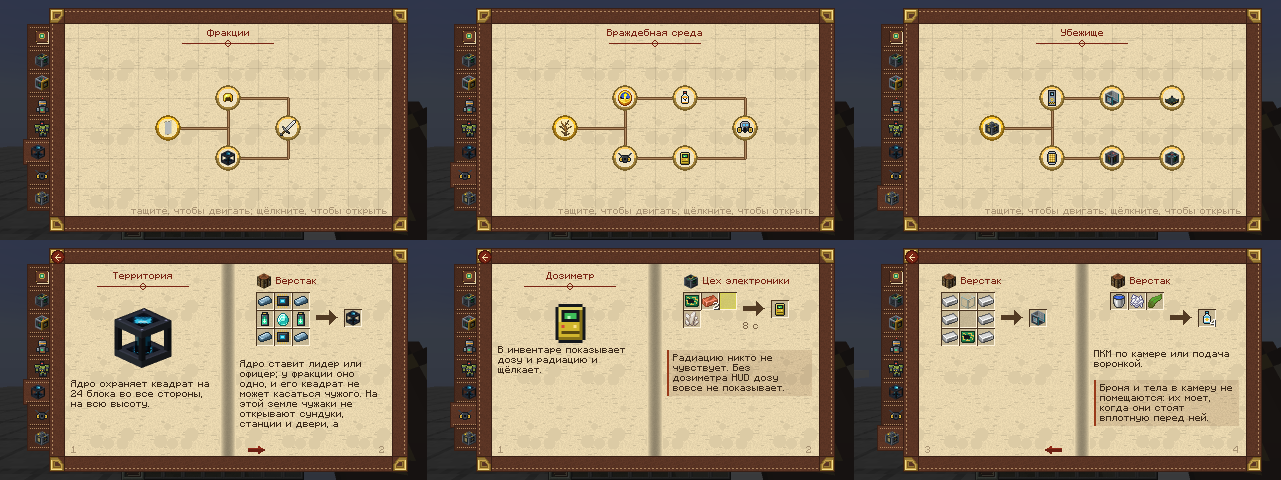 Фракции
тащите, чтобы двигать; щёлкните, чтобы открыть
Враждебная среда
тащите, чтобы двигать; щёлкните, чтобы открыть
Убежище
тащите, чтобы двигать; щёлкните, чтобы открыть
Территория
Ядро охраняет квадрат на
24 блока во все стороны,
на всю высоту.
1
Верстак
Ядро ставит лидер или
офицер; у фракции оно
одно, и его квадрат не
может касаться чужого. На
этой земле чужаки не
открывают сундуки,
станции и двери, а
2
Дозиметр
В инвентаре показывает
дозу и радиацию и
щёлкает.
1
Цех электроники
8 с
Радиацию никто не
чувствует. Без
дозиметра HUD дозу
вовсе не показывает.
2
Верстак
3
Верстак
ПКМ по камере или подача
воронкой.
Броня и тела в камеру не
помещаются: их моет,
когда они стоят
вплотную перед ней.
4